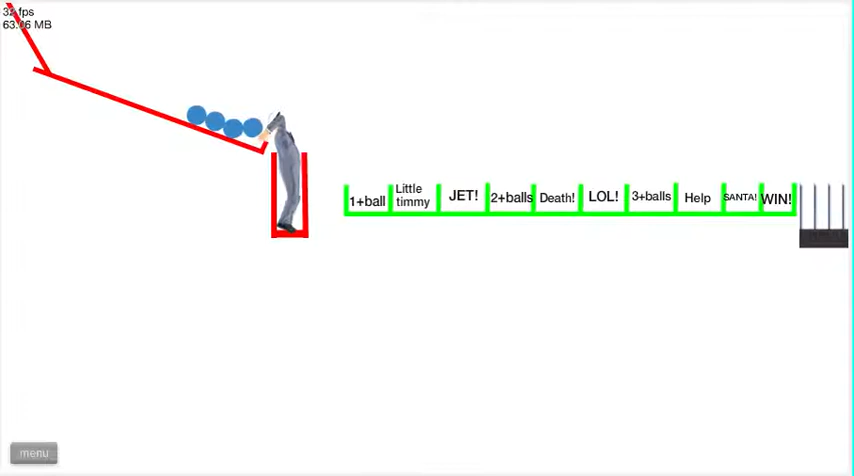 fps
MB
1+ball
Little
timmy
JET!
2+balls
Death!
LOL!
3+balls
Help
SANTA!
WIN!
menu